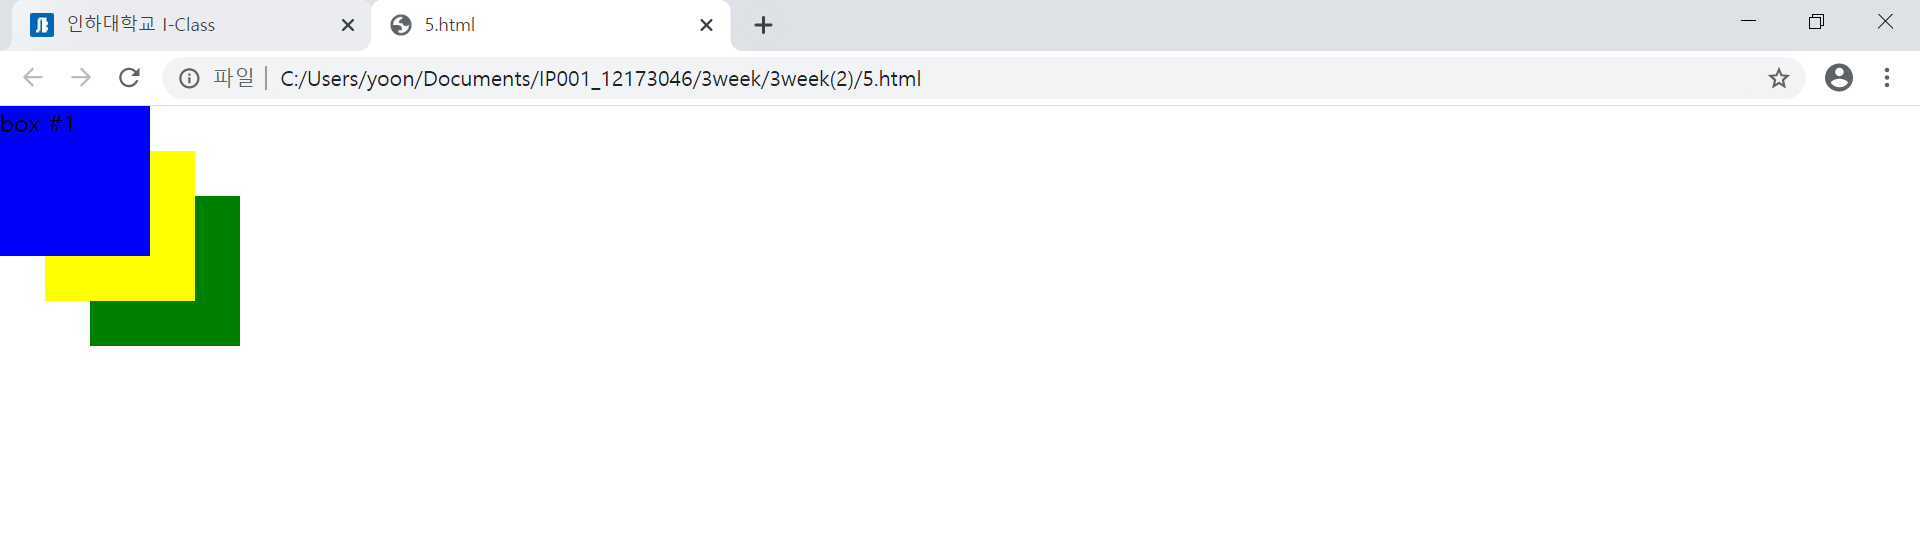 인하대학교 I-Class
5.html
파일 C:/Users/yoon/Documents/IP001_12173046/3week/3week(2)/5.html
box #1